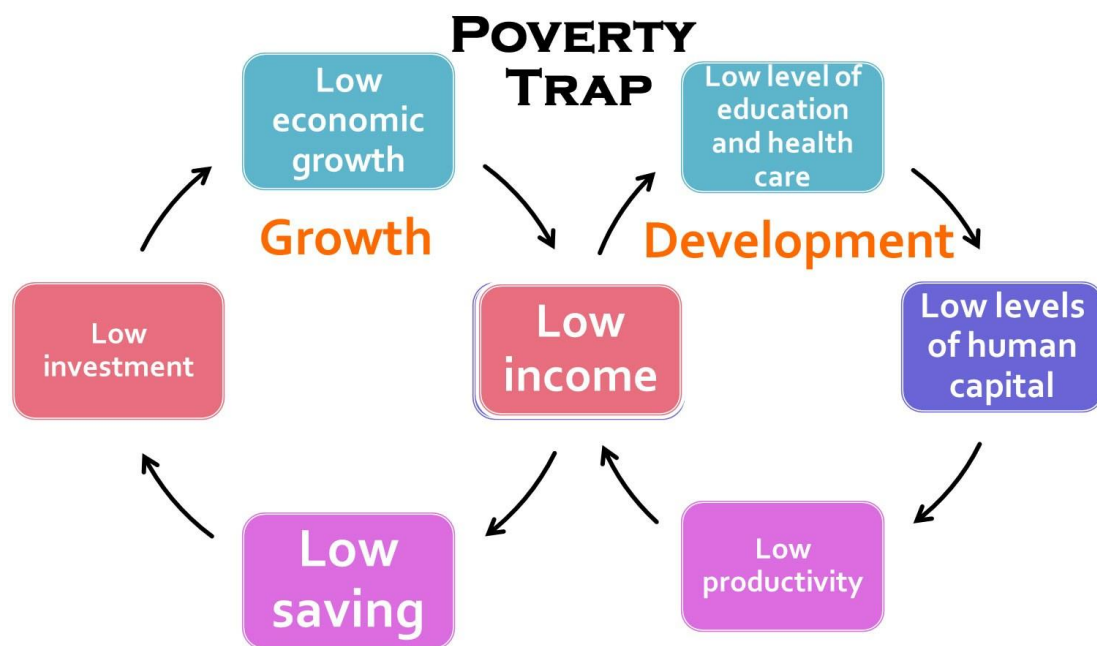 POVERTY
TRAP
Low
economic
growth
Low level of
education
and health
care
Growth
Development
Low
investment
Low
income
Low levels
of human
capital
Low
saving
Low
productivity